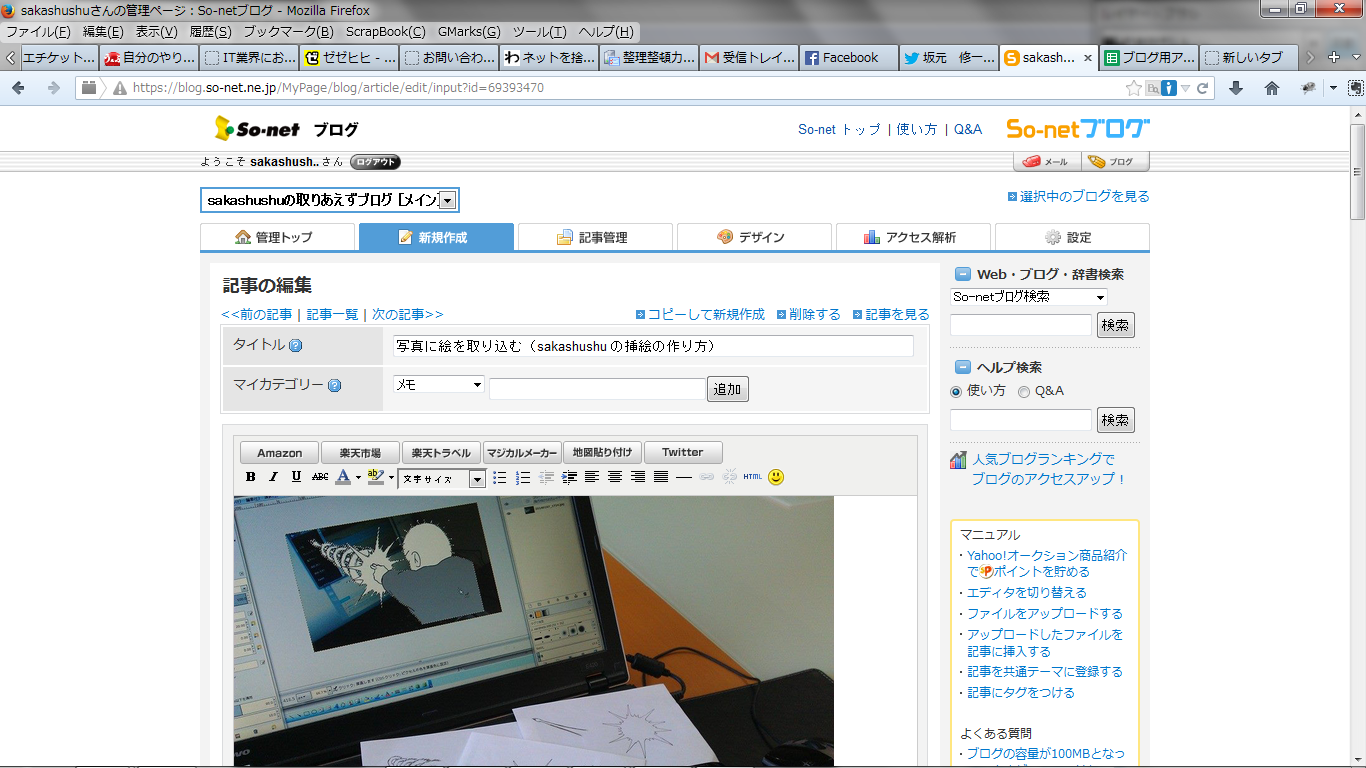 sakashushuさんの管理ページ：So-netブログ - Mozilla Firefox
ファイル(F) 編集(E) 表示(V) 履歴(S) ブックマーク(B) ScrapBook(C) GMarks(G) ツール(T) ヘルプ(H)
エチケット... 自分のやり... IT業界にお... ゼゼヒヒ - ... お問い合わ... ネットを捨... 整理整頓力... 受信トレイ... Facebook 坂元 修一... sakash... ブログ用ア... 新しいタブ
https://blog.so-net.ne.jp/MyPage/blog/article/edit/input?id=69393470
So-net ブログ
So-net トップ | 使い方 | Q&A
So-netブログ
ようこそ sakashush.. さん ログアウト
メール ブログ
sakashushuの取りあえずブログ [メイン]
選択中のブログを見る
管理トップ 新規作成 記事管理 デザイン アクセス解析 設定
記事の編集
<<前の記事 | 記事一覧 | 次の記事>>
コピーして新規作成 削除する 記事を見る
タイトル
写真に絵を取り込む（sakashushu の挿絵の作り方）
マイカテゴリー
メモ
追加
Amazon 楽天市場 楽天トラベル マジカルメーカー 地図貼り付け Twitter
B I U ABC A ab 文字サイズ HTML
Web・ブログ・辞書検索
So-netブログ検索
検索
ヘルプ検索
使い方 Q&A
検索
人気ブログランキングで
ブログのアクセスアップ！
マニュアル
・Yahoo!オークション商品紹介
でポイントを貯める
・エディタを切り替える
・ファイルをアップロードする
・アップロードしたファイルを
記事に挿入する
・記事を共通テーマに登録する
・記事にタグをつける
よくある質問
・ブログの容量が100MBとなっ